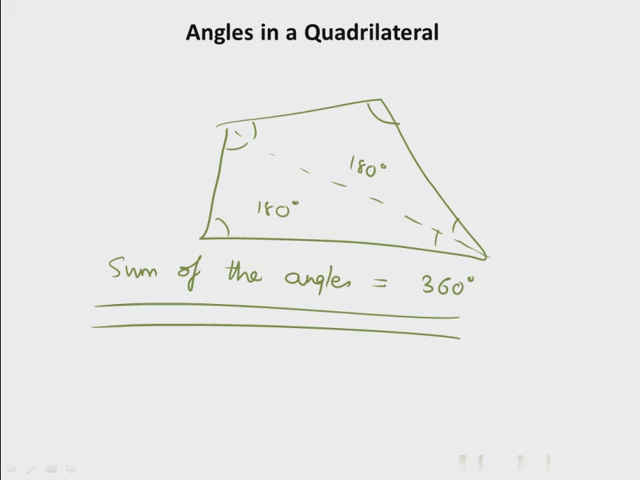 Angles in a Quadrilateral
180°
180°
Sum of the angles = 360°